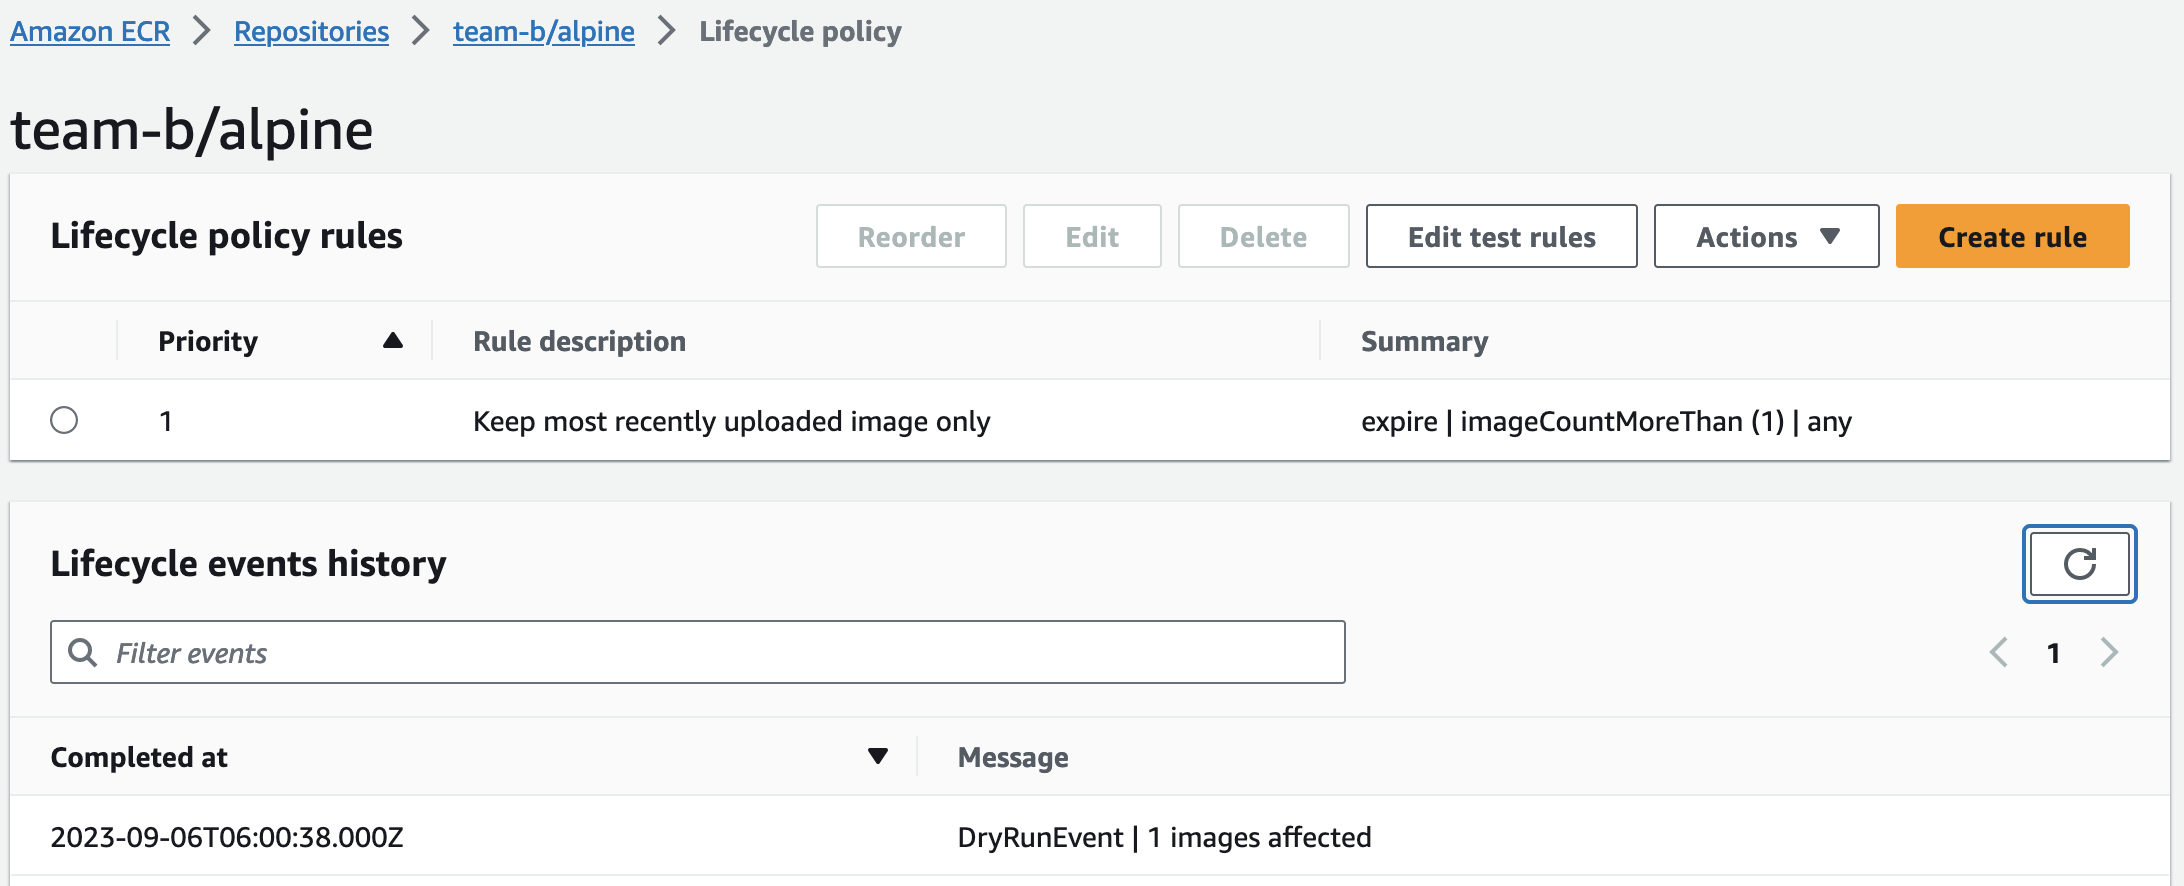 Amazon ECR > Repositories > team-b/alpine > Lifecycle policy
team-b/alpine
Lifecycle policy rules Reorder Edit Delete Edit test rules Actions Create rule
Priority Rule description Summary
1 Keep most recently uploaded image only expire | imageCountMoreThan (1) | any
Lifecycle events history
Filter events 1
Completed at Message
2023-09-06T06:00:38.000Z DryRunEvent | 1 images affected